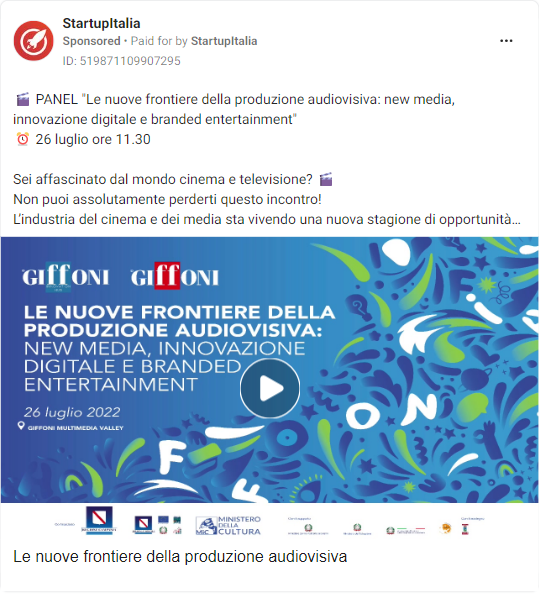 StartupItalia
Sponsored • Paid for by StartupItalia
ID: 519871109907295
🎬 PANEL "Le nuove frontiere della produzione audiovisiva: new media,
innovazione digitale e branded entertainment"
⏰ 26 luglio ore 11.30
Sei affascinato dal mondo cinema e televisione? 🎬
Non puoi assolutamente perderti questo incontro!
L'industria del cinema e dei media sta vivendo una nuova stagione di opportunità...
GIffONI GIffONI
LE NUOVE FRONTIERE DELLA
PRODUZIONE AUDIOVISIVA:
NEW MEDIA, INNOVAZIONE
DIGITALE E BRANDED
ENTERTAINMENT
26 luglio 2022
GIFFONI MULTIMEDIA VALLEY
MiC MINISTERO
DELLA
CULTURA
Le nuove frontiere della produzione audiovisiva